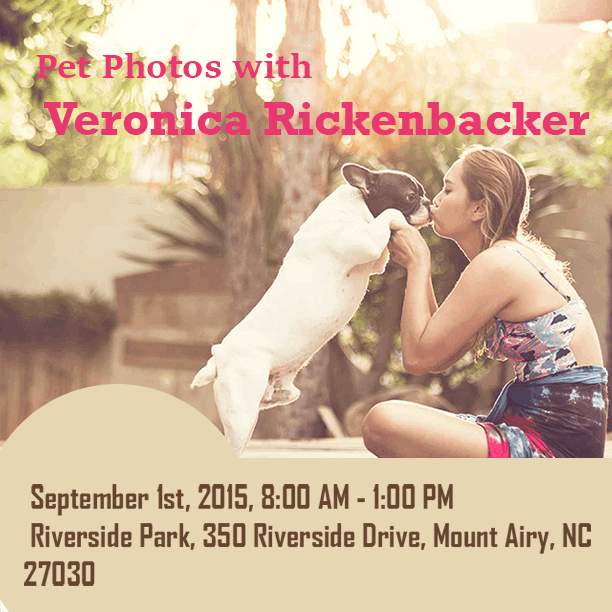 Pet Photos with
Veronica Rickenbacker
September 1st, 2015, 8:00 AM - 1:00 PM
Riverside Park, 350 Riverside Drive, Mount Airy, NC
27030